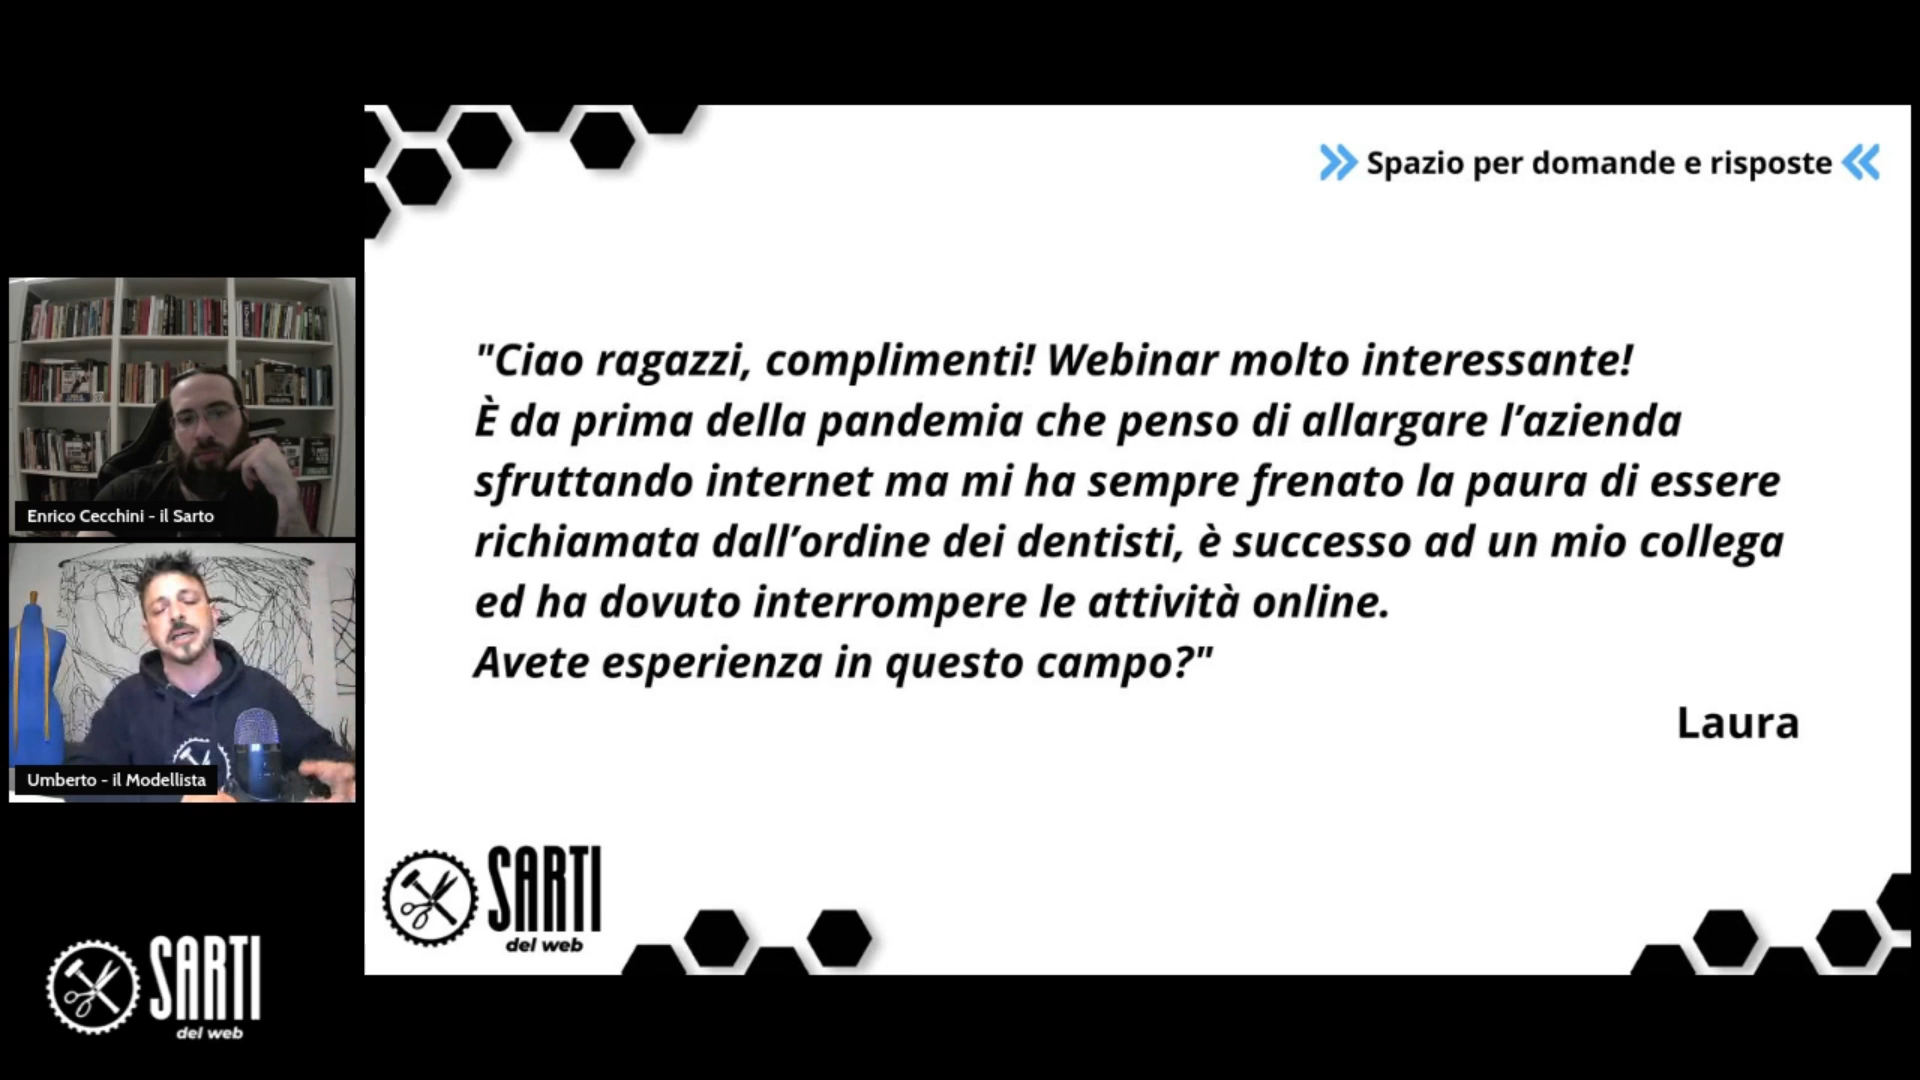 Spazio per domande e risposte
"Ciao ragazzi, complimenti! Webinar molto interessante!
È da prima della pandemia che penso di allargare l’azienda
sfruttando internet ma mi ha sempre frenato la paura di essere
richiamata dall’ordine dei dentisti, è successo ad un mio collega
ed ha dovuto interrompere le attività online.
Avete esperienza in questo campo?"
Laura
Enrico Cecchini - il Sarto
Umberto - il Modellista
SARTI
del web
SARTI
del web